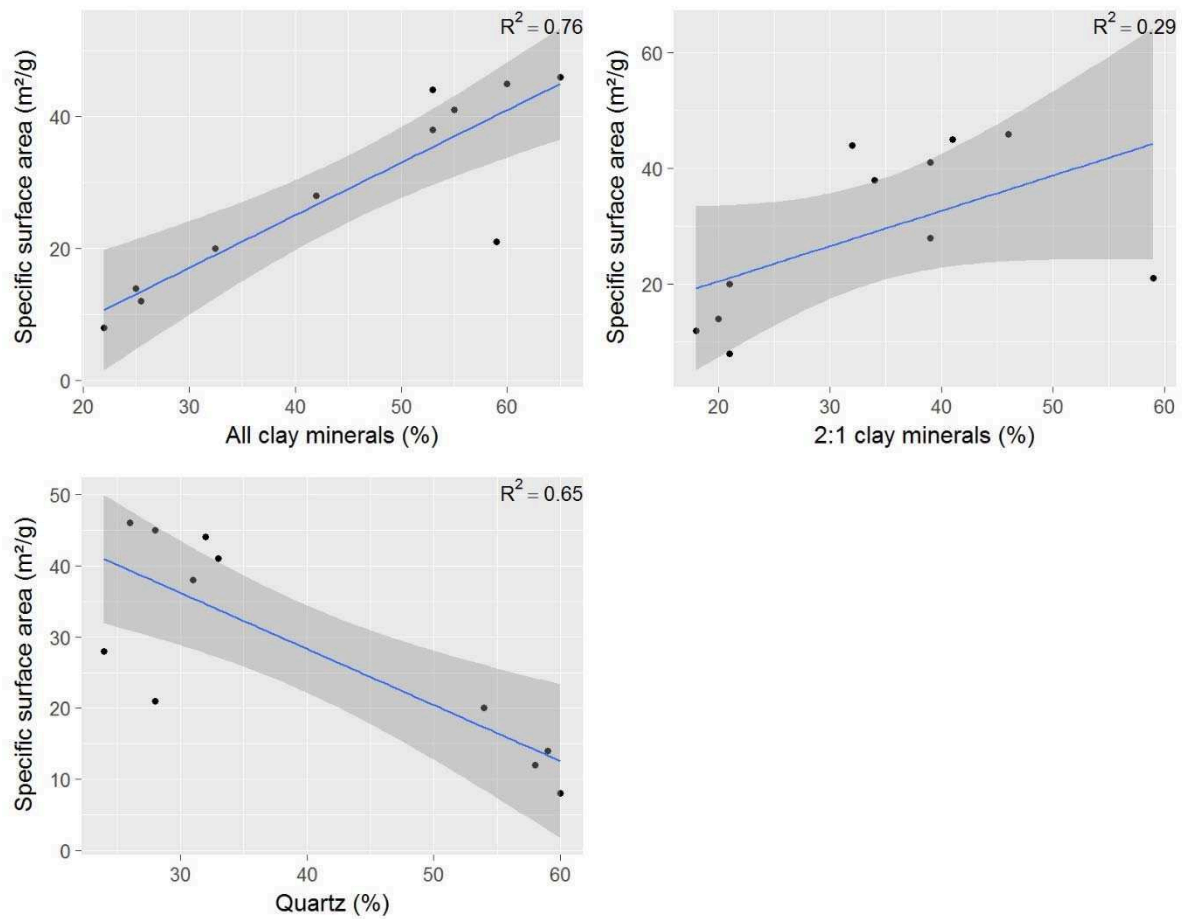 R² = 0.76
Specific surface area (m²/g)
40
20
0
20 30 40 50 60
All clay minerals (%)
R² = 0.29
Specific surface area (m²/g)
60
40
20
20 30 40 50 60
2:1 clay minerals (%)
R² = 0.65
Specific surface area (m²/g)
50
40
30
20
10
0
30 40 50 60
Quartz (%)